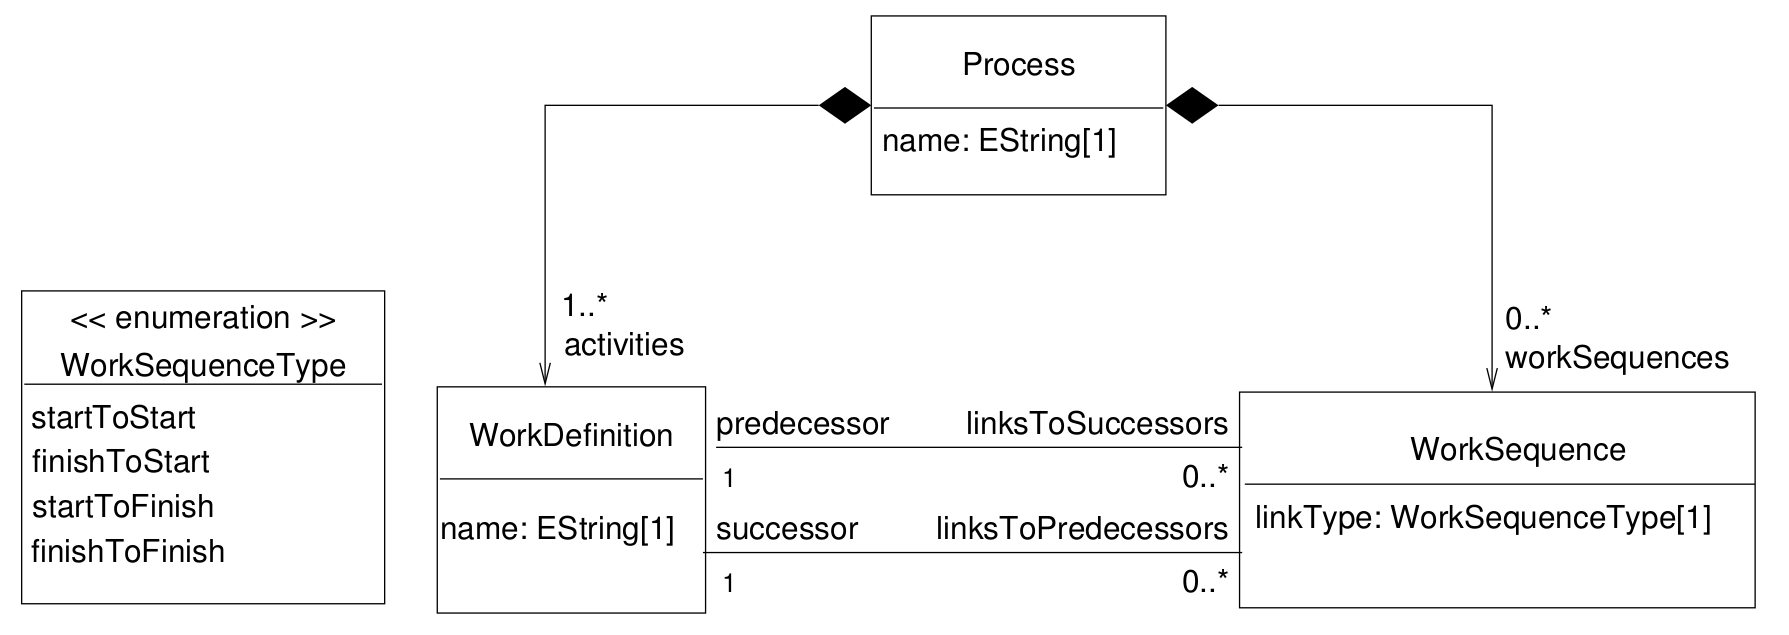 Process
name: EString[1]
1..*
activities
0..*
workSequences
<< enumeration >>
WorkSequenceType
startToStart
finishToStart
startToFinish
finishToFinish
WorkDefinition
name: EString[1]
predecessor
linksToSuccessors
1
0..*
successor
linksToPredecessors
1
0..*
WorkSequence
linkType: WorkSequenceType[1]